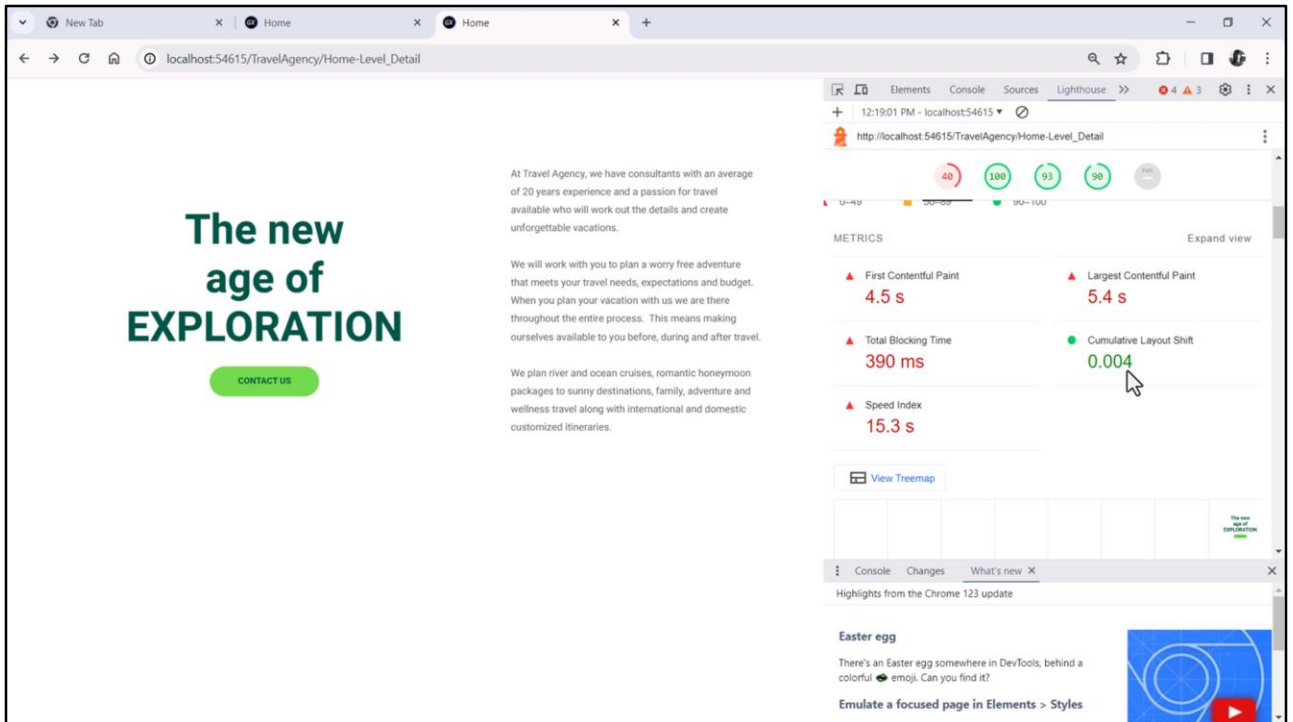 New Tab
Home
Home
localhost:54615/TravelAgency/Home-Level_Detail
The new
age of
EXPLORATION
CONTACT US
At Travel Agency, we have consultants with an average
of 20 years experience and a passion for travel
available who will work out the details and create
unforgettable vacations.
We will work with you to plan a worry free adventure
that meets your travel needs, expectations and budget.
When you plan your vacation with us we are there
throughout the entire process. This means making
ourselves available to you before, during and after travel.
We plan river and ocean cruises, romantic honeymoon
packages to sunny destinations, family, adventure and
wellness travel along with international and domestic
customized itineraries.
Elements Console Sources Lighthouse 4 3
12:19:01 PM - localhost:54615
http://localhost:54615/TravelAgency/Home-Level_Detail
40 100 93 90
0–49 50–89 90–100
METRICS Expand view
First Contentful Paint
4.5 s
Largest Contentful Paint
5.4 s
Total Blocking Time
390 ms
Cumulative Layout Shift
0.004
Speed Index
15.3 s
View Treemap
The new
age of
EXPLORATION
Console Changes What's new
Highlights from the Chrome 123 update
Easter egg
There's an Easter egg somewhere in DevTools, behind a
colorful emoji. Can you find it?
Emulate a focused page in Elements > Styles